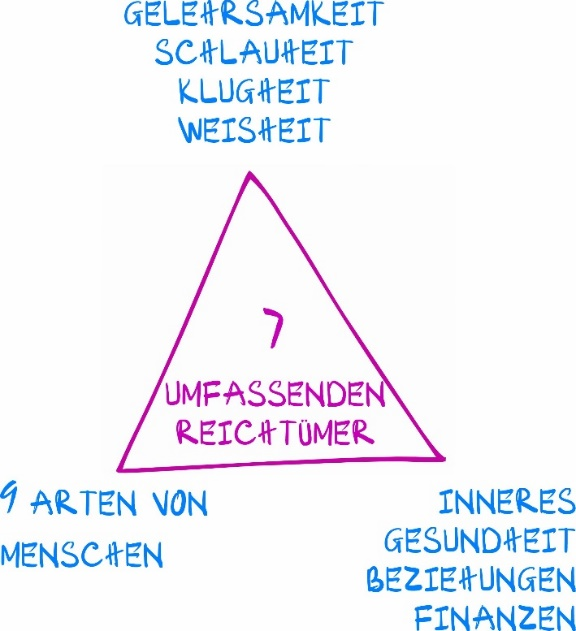 GELEHRSAMKEIT
SCHLAUHEIT
KLUGHEIT
WEISHEIT
7
UMFASSENDEN
REICHTÜMER
9 ARTEN VON
MENSCHEN
INNERES
GESUNDHEIT
BEZIEHUNGEN
FINANZEN